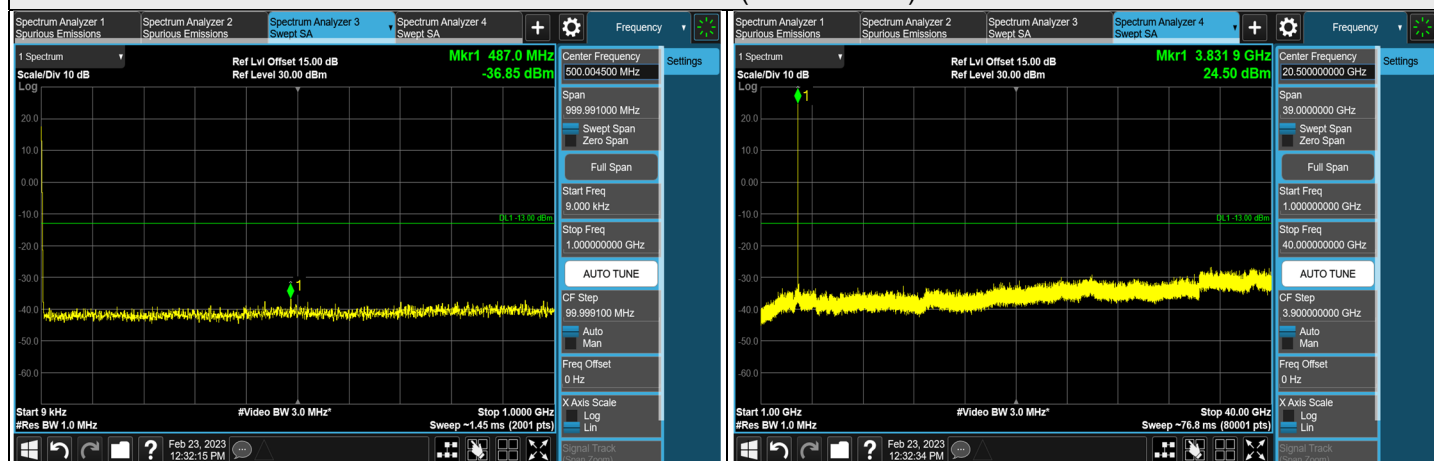 Spectrum Analyzer 1
Spurious Emissions
Spectrum Analyzer 2
Spurious Emissions
Spectrum Analyzer 3
Swept SA
Spectrum Analyzer 4
Swept SA
Frequency
1 Spectrum
Scale/Div 10 dB
Log
Ref Lvl Offset 15.00 dB
Ref Level 30.00 dBm
Mkr1 487.0 MHz
-36.85 dBm
1
20.0
10.0
0.00
-10.0
-20.0
-30.0
-40.0
-50.0
-60.0
DL1 -13.00 dBm
Start 9 kHz
#Res BW 1.0 MHz
#Video BW 3.0 MHz*
Stop 1.0000 GHz
Sweep ~1.45 ms (2001 pts)
Center Frequency
500.004500 MHz
Settings
Span
999.991000 MHz
Swept Span
Zero Span
Full Span
Start Freq
9.000 kHz
Stop Freq
1.000000000 GHz
AUTO TUNE
CF Step
99.999100 MHz
Auto
Man
Freq Offset
0 Hz
X Axis Scale
Log
Lin
Signal Track
(Span Zoom)
?
Feb 23, 2023
12:32:15 PM
Spectrum Analyzer 1
Spurious Emissions
Spectrum Analyzer 2
Spurious Emissions
Spectrum Analyzer 3
Swept SA
Spectrum Analyzer 4
Swept SA
Frequency
1 Spectrum
Scale/Div 10 dB
Log
Ref Lvl Offset 15.00 dB
Ref Level 30.00 dBm
Mkr1 3.831 9 GHz
24.50 dBm
1
20.0
10.0
0.00
-10.0
-20.0
-30.0
-40.0
-50.0
-60.0
DL1 -13.00 dBm
Start 1.00 GHz
#Res BW 1.0 MHz
#Video BW 3.0 MHz*
Stop 40.00 GHz
Sweep ~76.8 ms (80001 pts)
Center Frequency
20.500000000 GHz
Settings
Span
39.0000000 GHz
Swept Span
Zero Span
Full Span
Start Freq
1.000000000 GHz
Stop Freq
40.000000000 GHz
AUTO TUNE
CF Step
3.900000000 GHz
Auto
Man
Freq Offset
0 Hz
X Axis Scale
Log
Lin
Signal Track
(Span Zoom)
?
Feb 23, 2023
12:32:34 PM